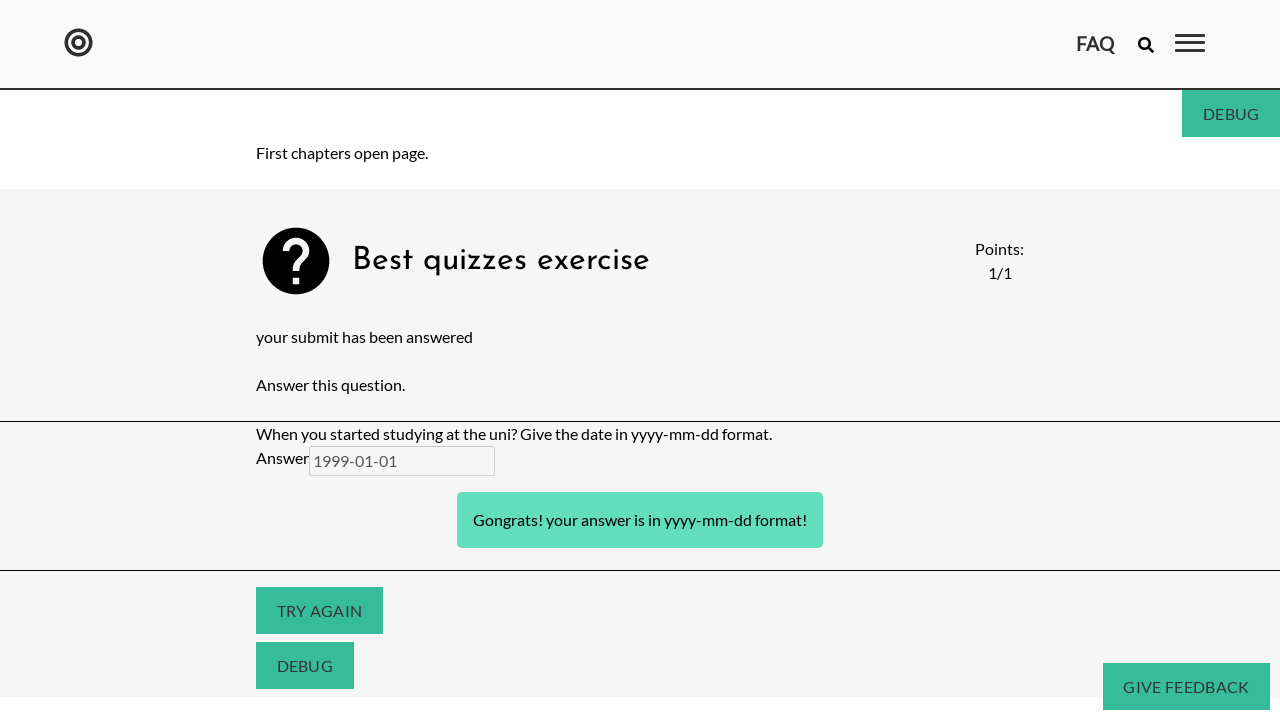 FAQ
DEBUG
First chapters open page.
Best quizzes exercise
Points:
1/1
your submit has been answered
Answer this question.
When you started studying at the uni? Give the date in yyyy-mm-dd format.
Answer 1999-01-01
Gongrats! your answer is in yyyy-mm-dd format!
TRY AGAIN
DEBUG
GIVE FEEDBACK